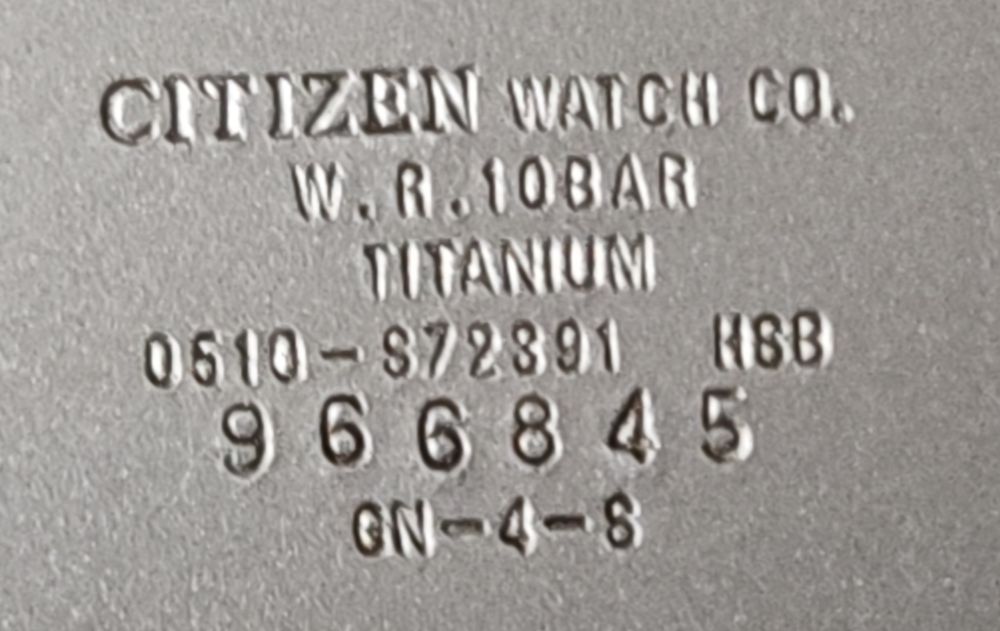 CITIZEN WATCH CO.
W.R.10BAR
TITANIUM
0510-S72391 HSB
966845
GN-4-S